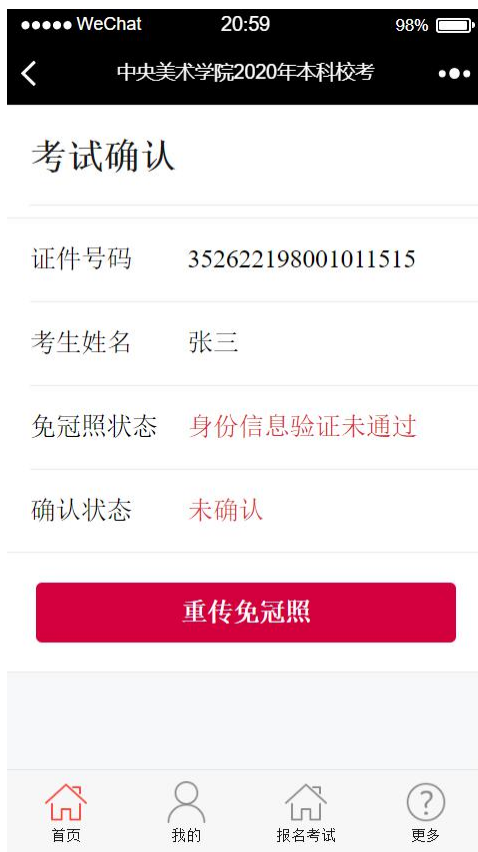 WeChat 20:59 98%
中央美术学院2020年本科校考
考试确认
证件号码 352622198001011515
考生姓名 张三
免冠照状态 身份信息验证未通过
确认状态 未确认
重传免冠照
首页 我的 报名考试 更多